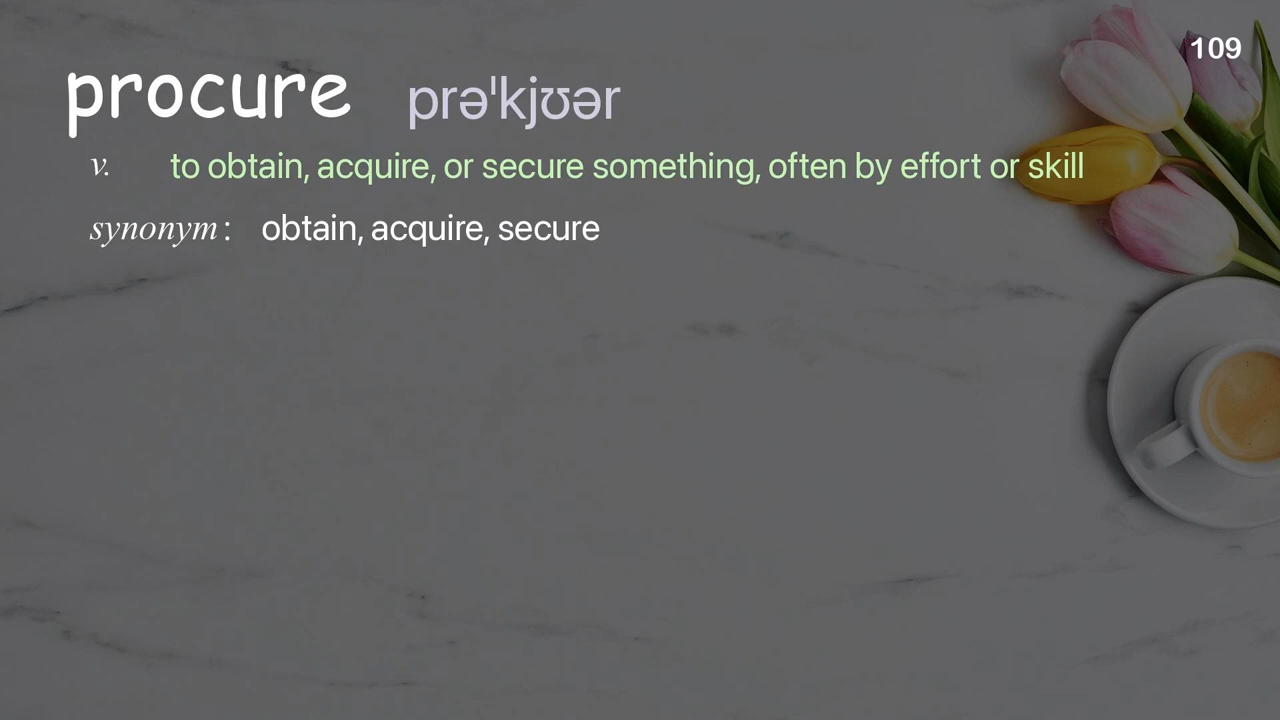 109
procure prəˈkjʊər
v. to obtain, acquire, or secure something, often by effort or skill
synonym : obtain, acquire, secure